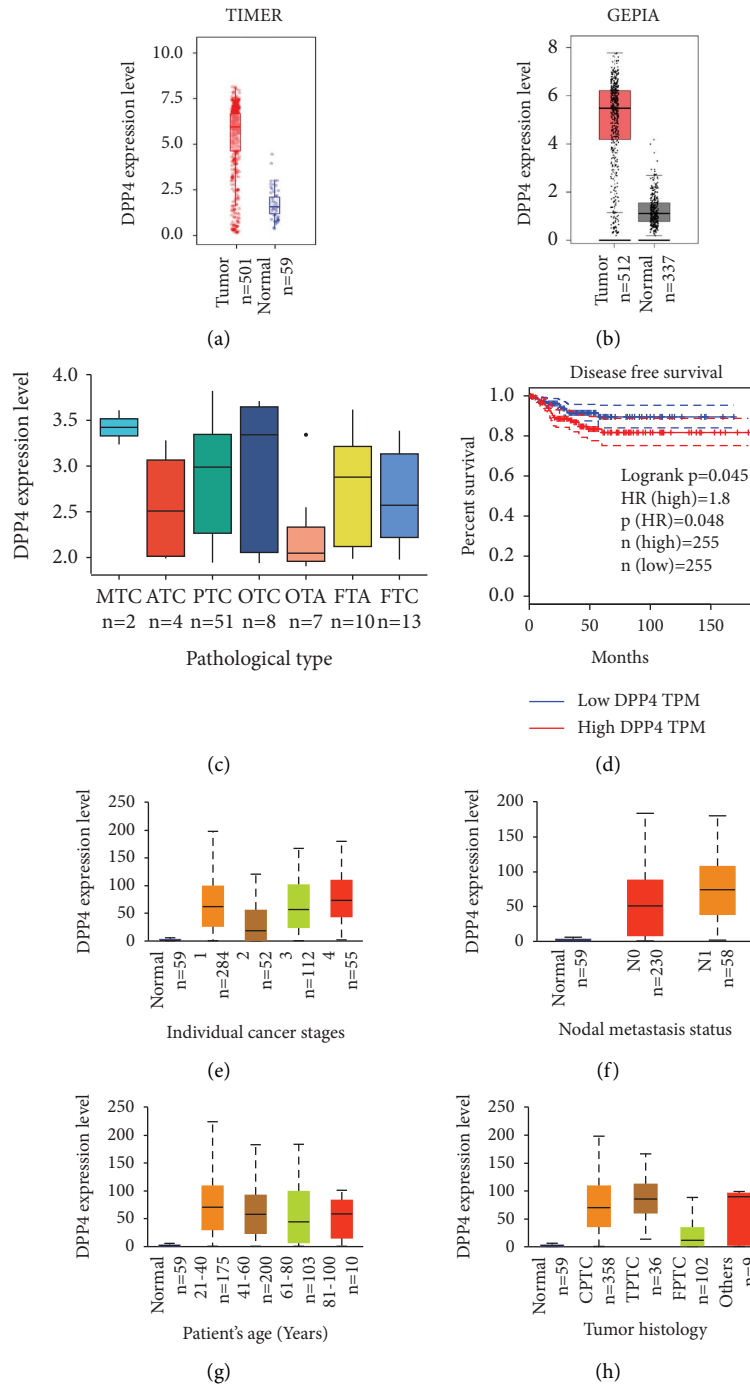 TIMER
DPP4 expression level
10.0
7.5
5.0
2.5
0.0
Tumor
n=501
Normal
n=59
(a)
GEPIA
DPP4 expression level
8
6
4
2
0
Tumor
n=512
Normal
n=337
(b)
DPP4 expression level
4.0
3.5
3.0
2.5
2.0
MTC ATC PTC OTC OTA FTA FTC
n=2 n=4 n=51 n=8 n=7 n=10 n=13
Pathological type
(c)
Disease free survival
Percent survival
1.0
0.8
0.6
0.4
0.2
0.0
Logrank p=0.045
HR (high)=1.8
p (HR)=0.048
n (high)=255
n (low)=255
0 50 100 150
Months
Low DPP4 TPM
High DPP4 TPM
(d)
DPP4 expression level
250
200
150
100
50
0
Normal
n=59
1
n=284
2
n=52
3
n=112
4
n=55
Individual cancer stages
(e)
DPP4 expression level
200
150
100
50
0
Normal
n=59
N0
n=230
N1
n=58
Nodal metastasis status
(f)
DPP4 expression level
250
200
150
100
50
0
Normal
n=59
21-40
n=175
41-60
n=200
61-80
n=103
81-100
n=10
Patient's age (Years)
(g)
DPP4 expression level
250
200
150
100
50
0
Normal
n=59
CPTC
n=358
TPTC
n=36
FPTC
n=102
Others
n=9
Tumor histology
(h)